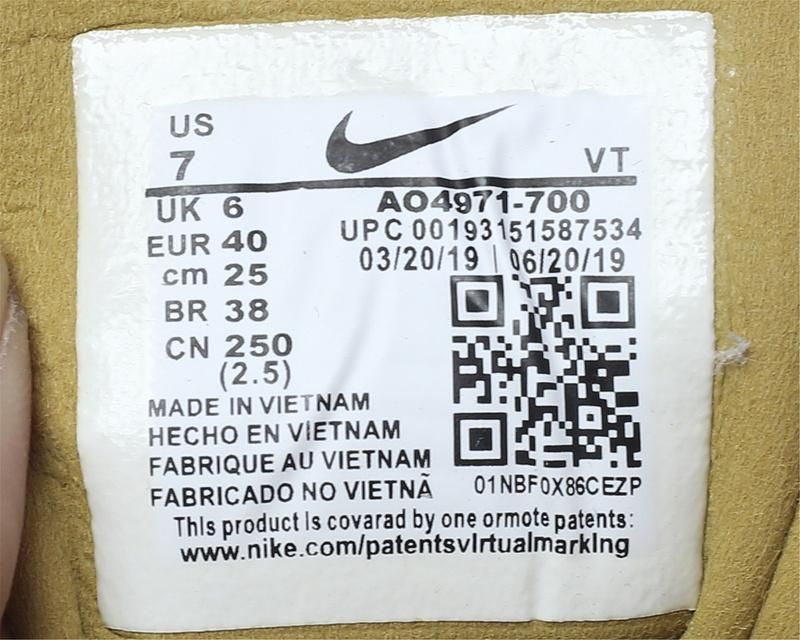 US
7
VT
UK 6
AO4971-700
EUR 40
UPC 00193151587534
cm 25
03/20/19 | 06/20/19
BR 38
CN 250
(2.5)
MADE IN VIETNAM
HECHO EN VIETNAM
FABRIQUE AU VIETNAM
FABRICADO NO VIETNÃ
01NBF0X86CEZP
This product is covarad by one ormote patents:
www.nike.com/patentsvlrtualmarklng